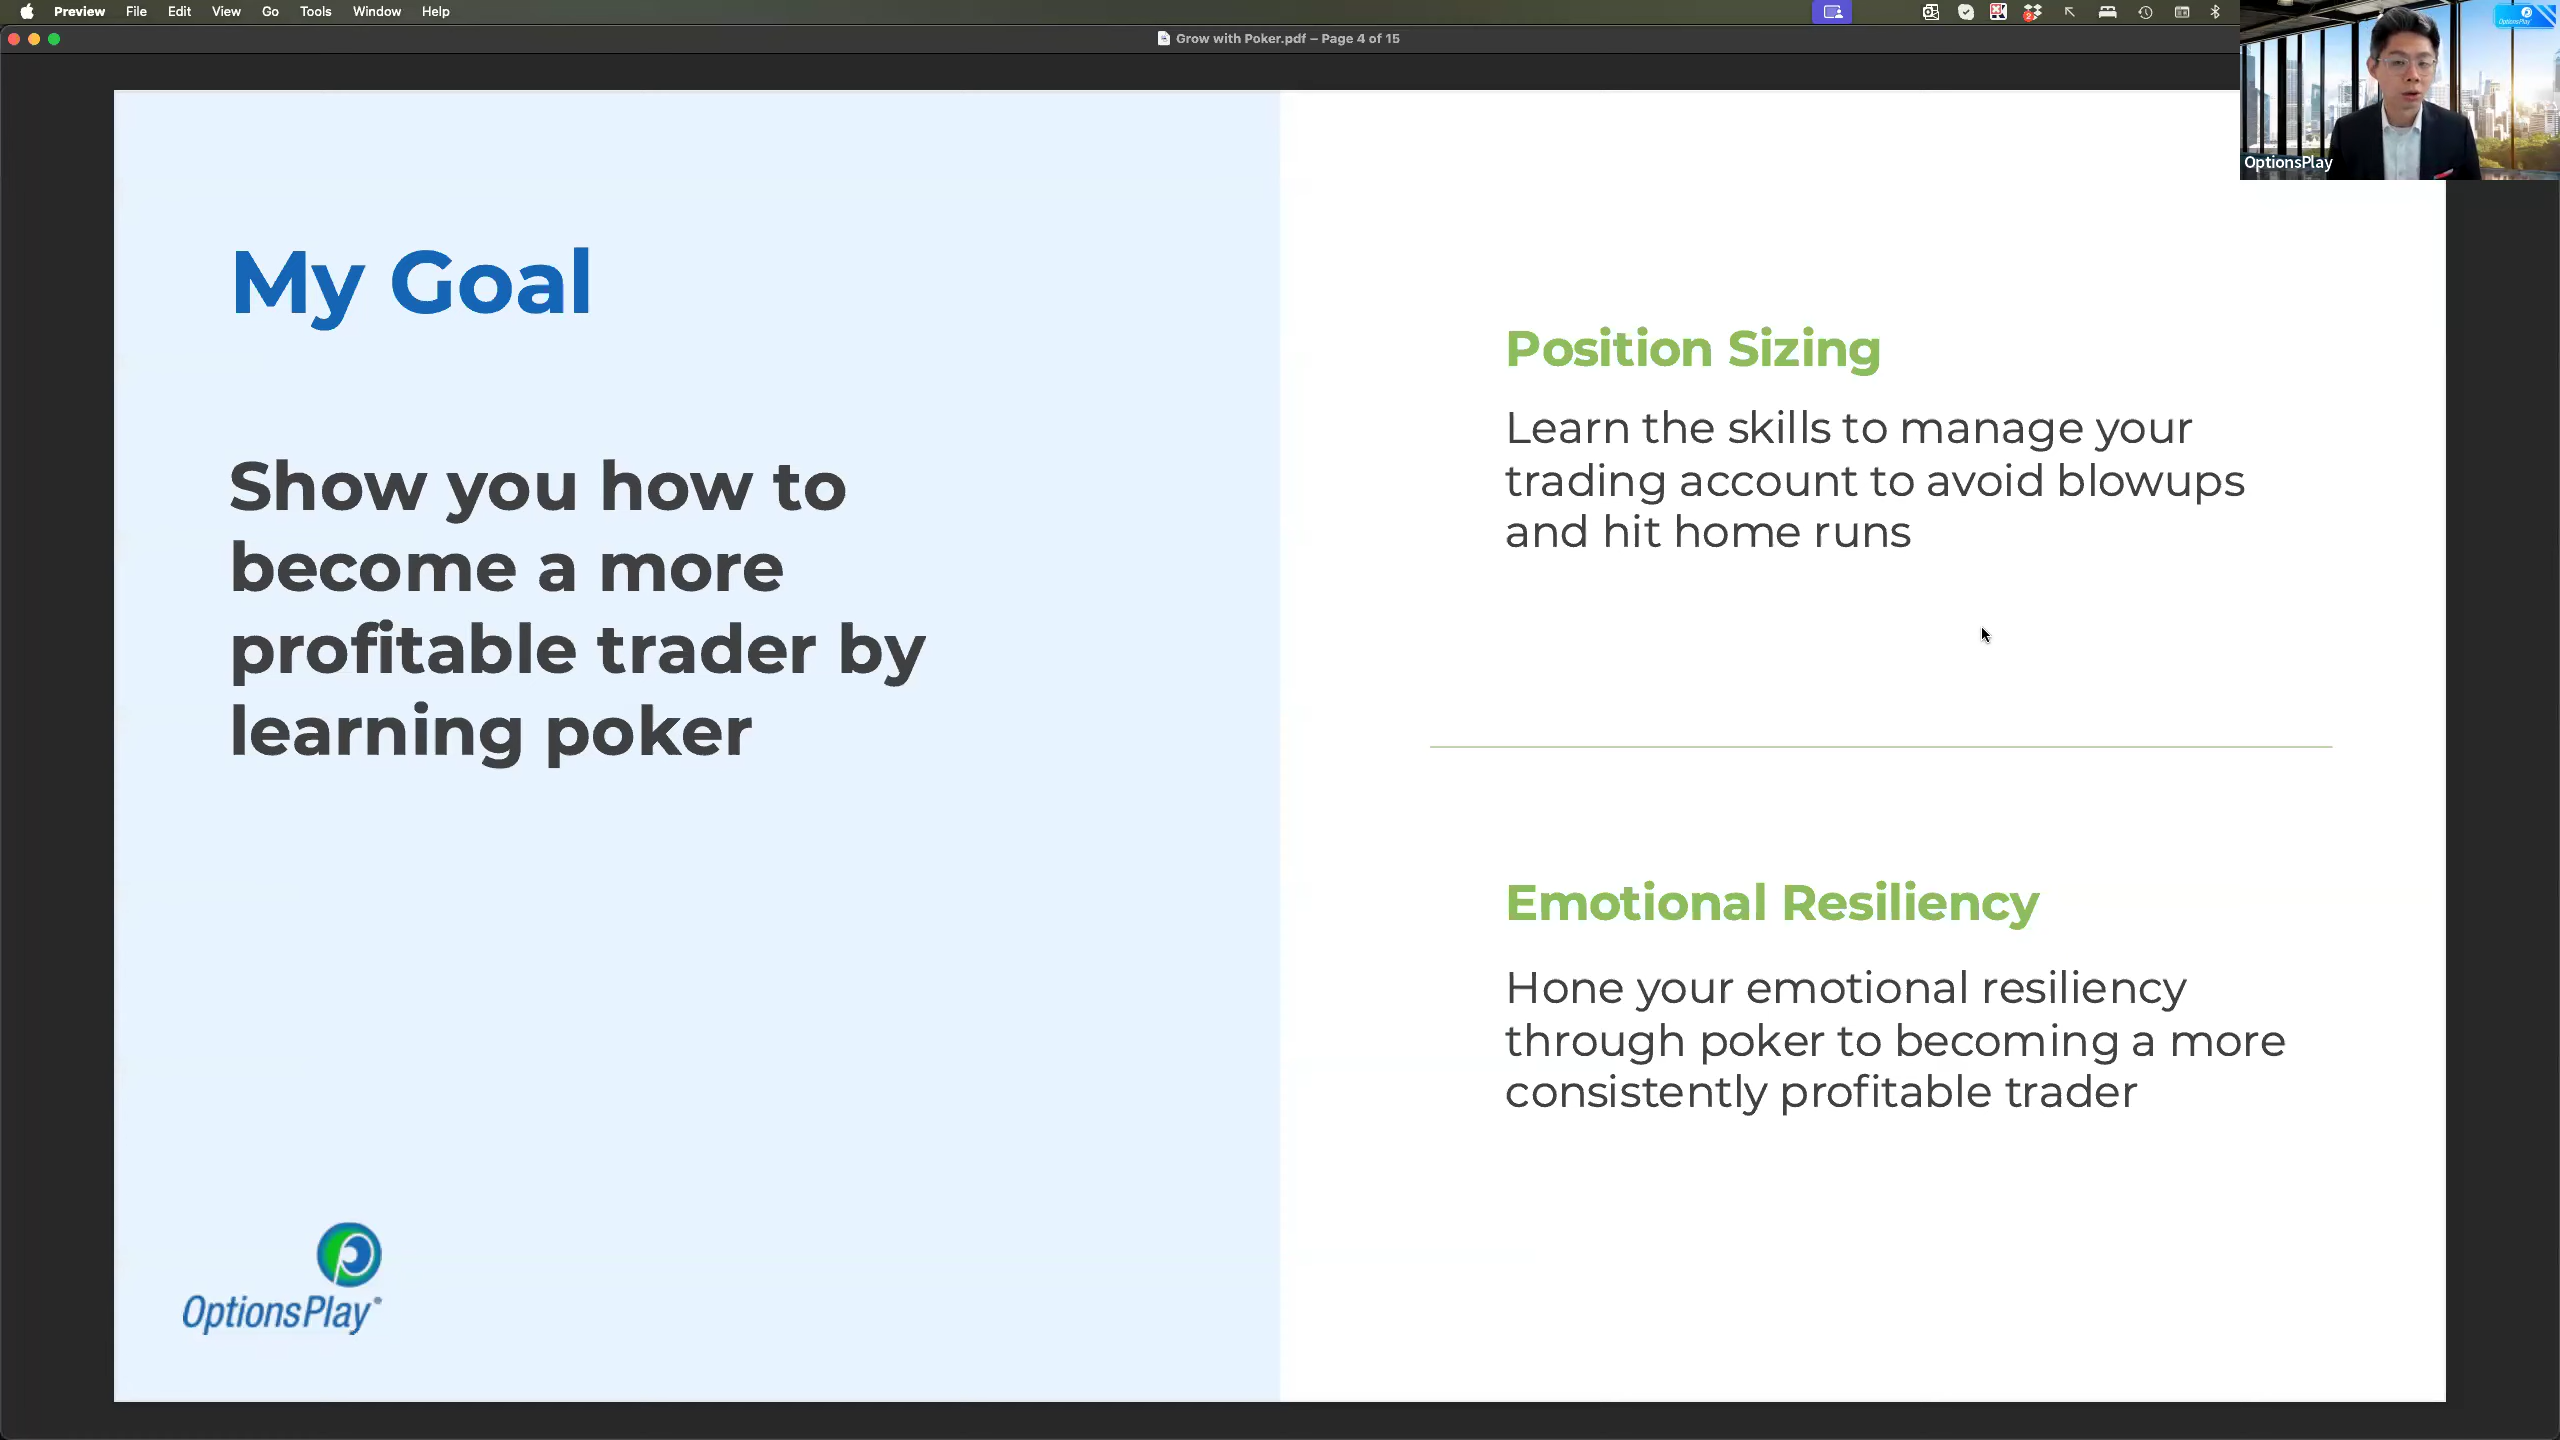 Preview File Edit View Go Tools Window Help
Grow with Poker.pdf – Page 4 of 15
OptionsPlay
OptionsPlay
My Goal
Show you how to
become a more
profitable trader by
learning poker
OptionsPlay®
Position Sizing
Learn the skills to manage your
trading account to avoid blowups
and hit home runs
Emotional Resiliency
Hone your emotional resiliency
through poker to becoming a more
consistently profitable trader